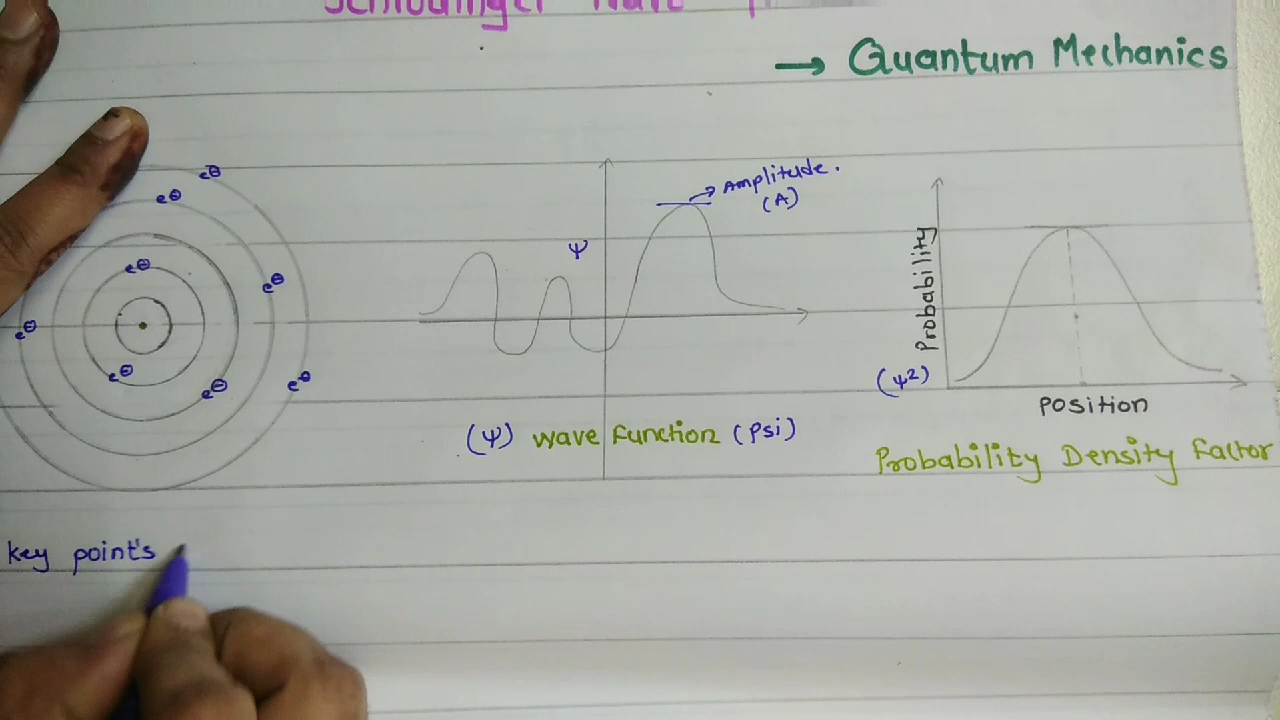 → Quantum Mechanics
e⊖
e⊖
e⊖
e⊖
e⊖
e⊖
e⊖
e⊖
ψ
Amplitude.
(A)
(ψ) Wave Function (Psi)
Probability
(ψ²)
Position
Probability Density Factor
key point's